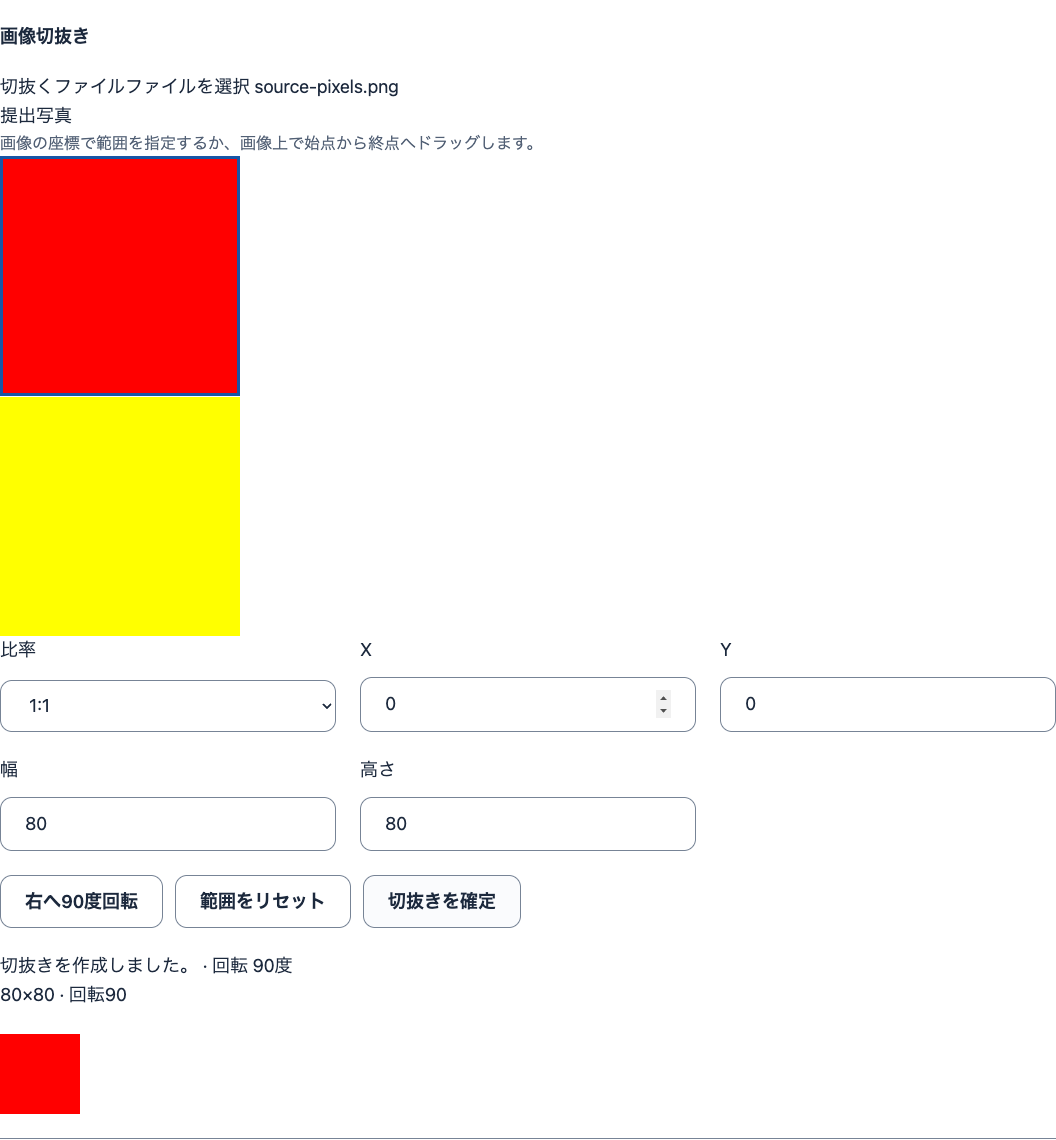 画像切抜き
切抜くファイルファイルを選択 source-pixels.png
提出写真
画像の座標で範囲を指定するか、画像上で始点から終点へドラッグします。
比率 X Y
1:1 0 0
幅 高さ
80 80
右へ90度回転 範囲をリセット 切抜きを確定
切抜きを作成しました。 · 回転 90度
80×80 · 回転90